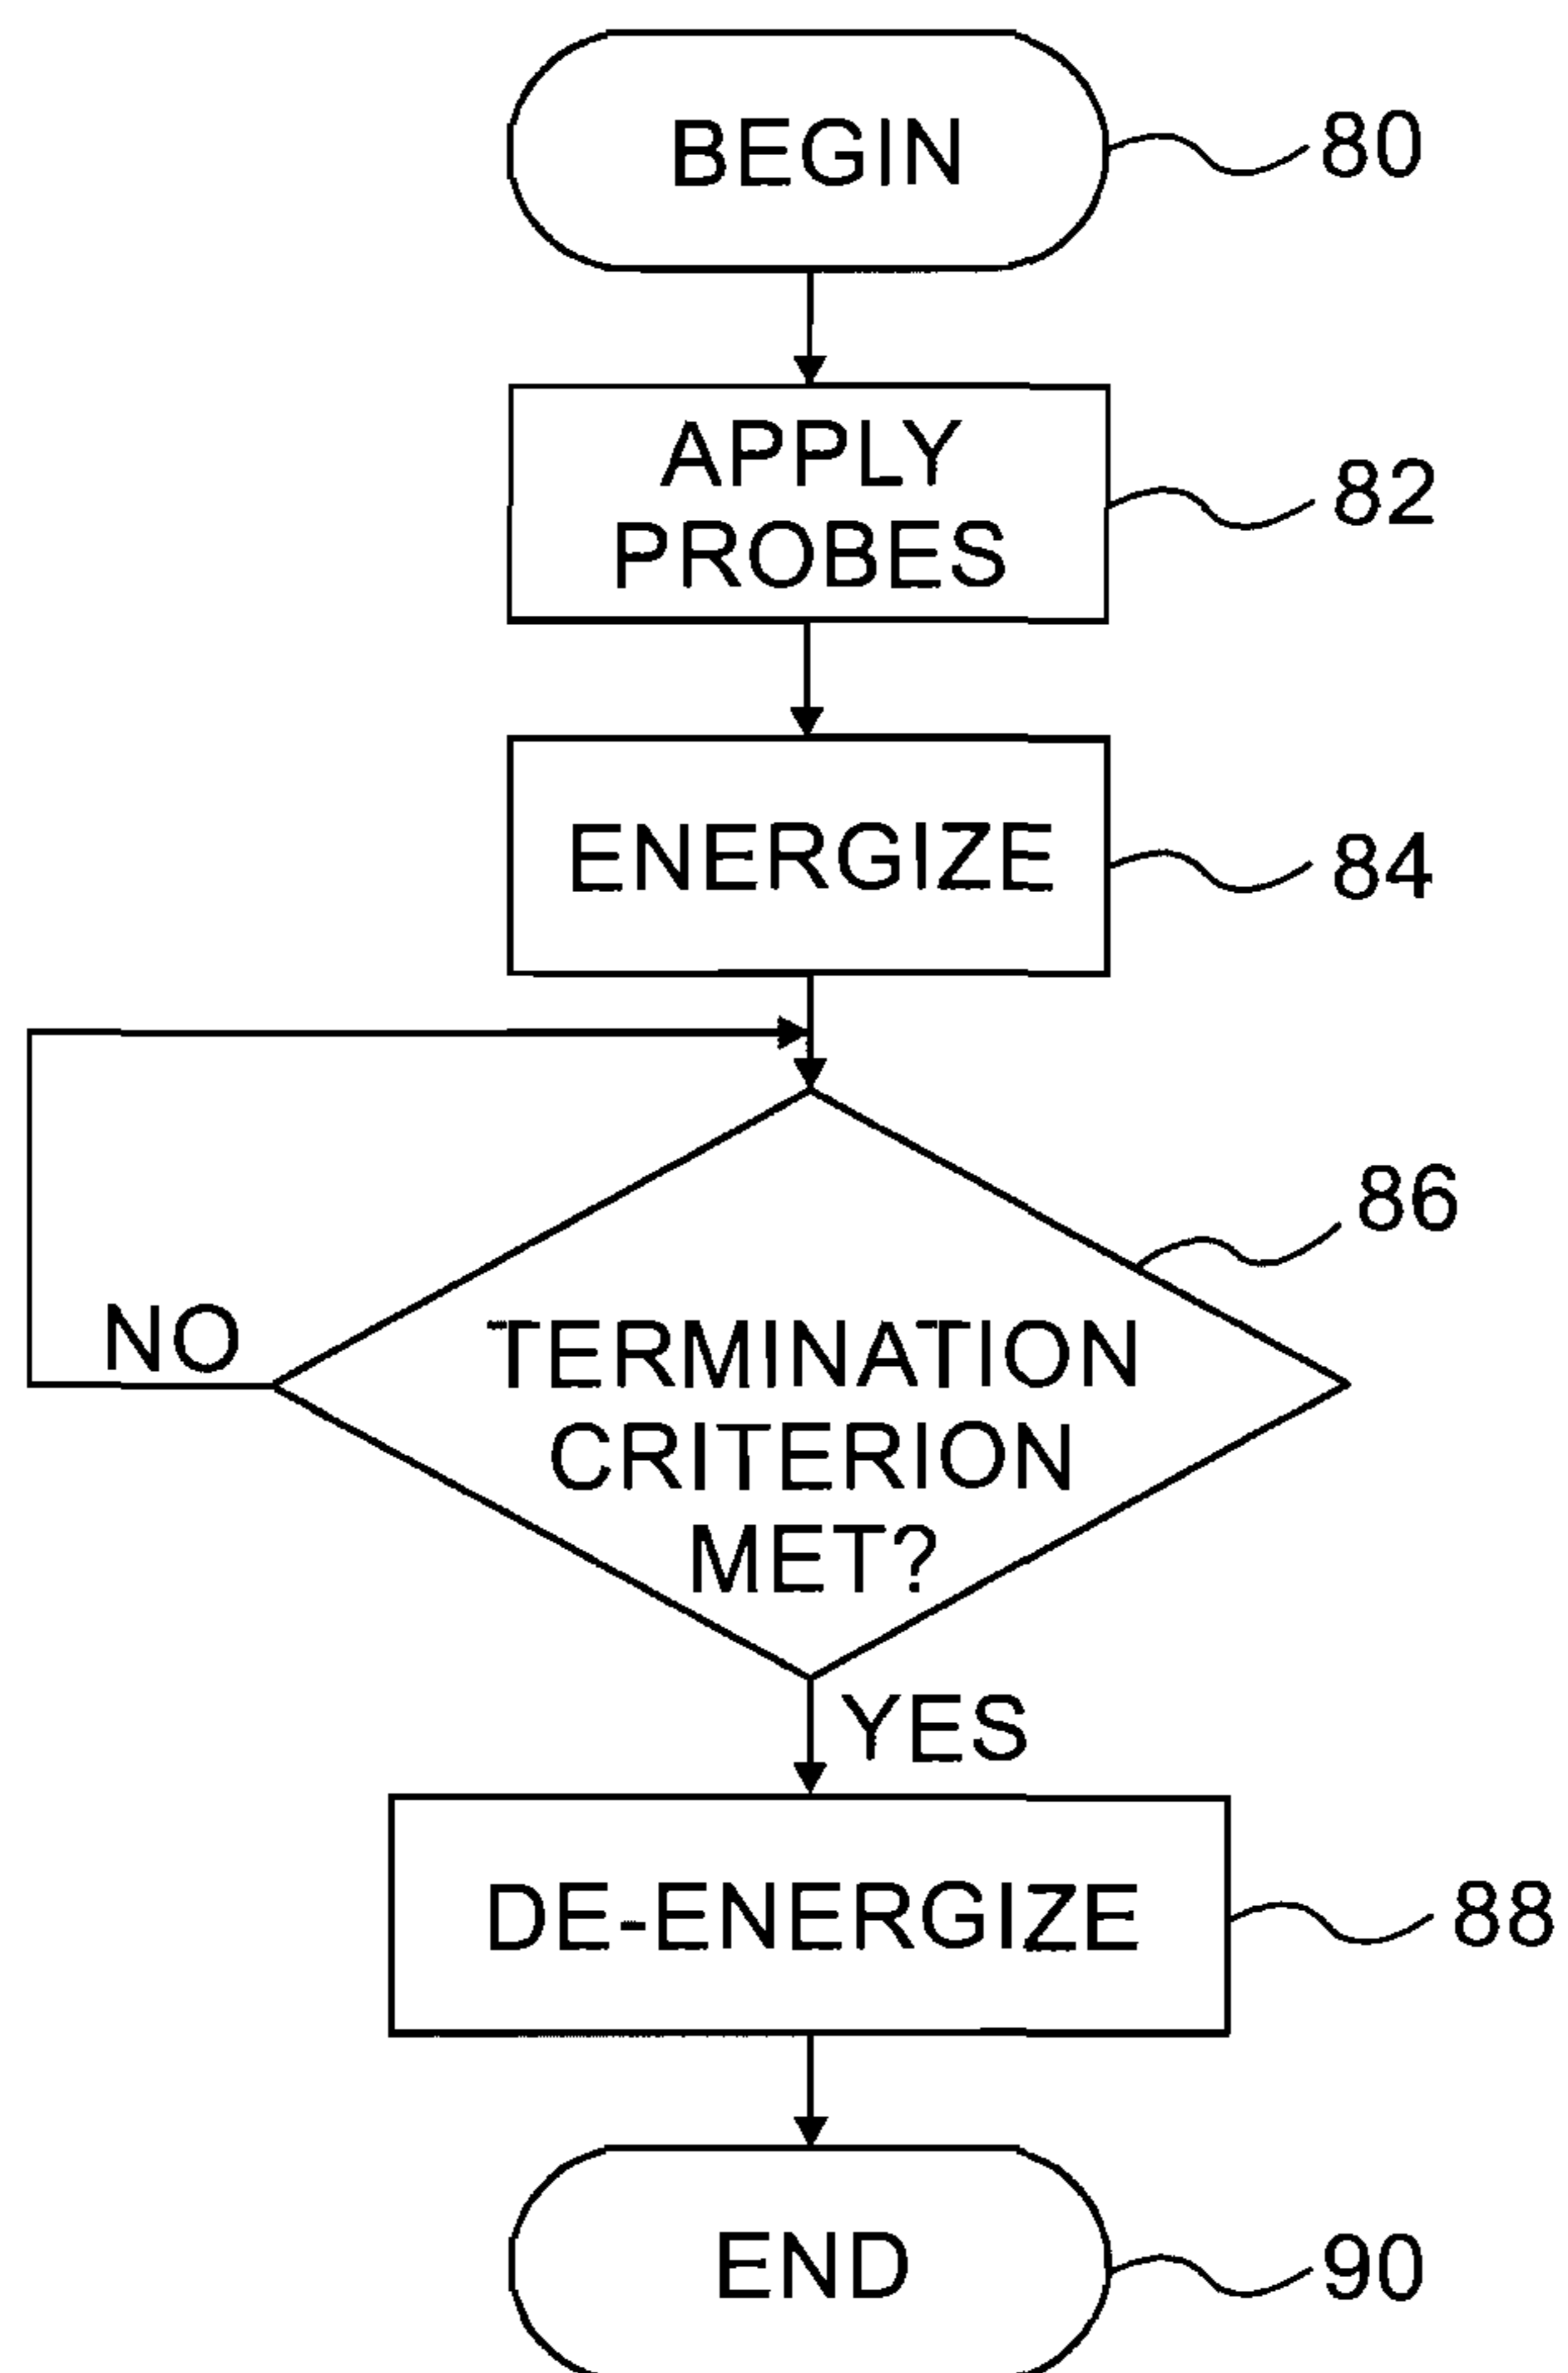 BEGIN
80
APPLY
PROBES
82
ENERGIZE
84
86
NO
TERMINATION
CRITERION
MET?
YES
DE-ENERGIZE
88
END
90